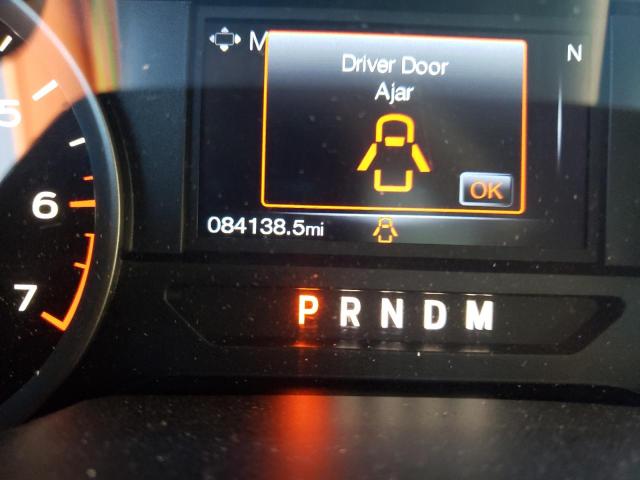 M
N
Driver Door
Ajar
OK
084138.5mi
5
6
7
P R N D M